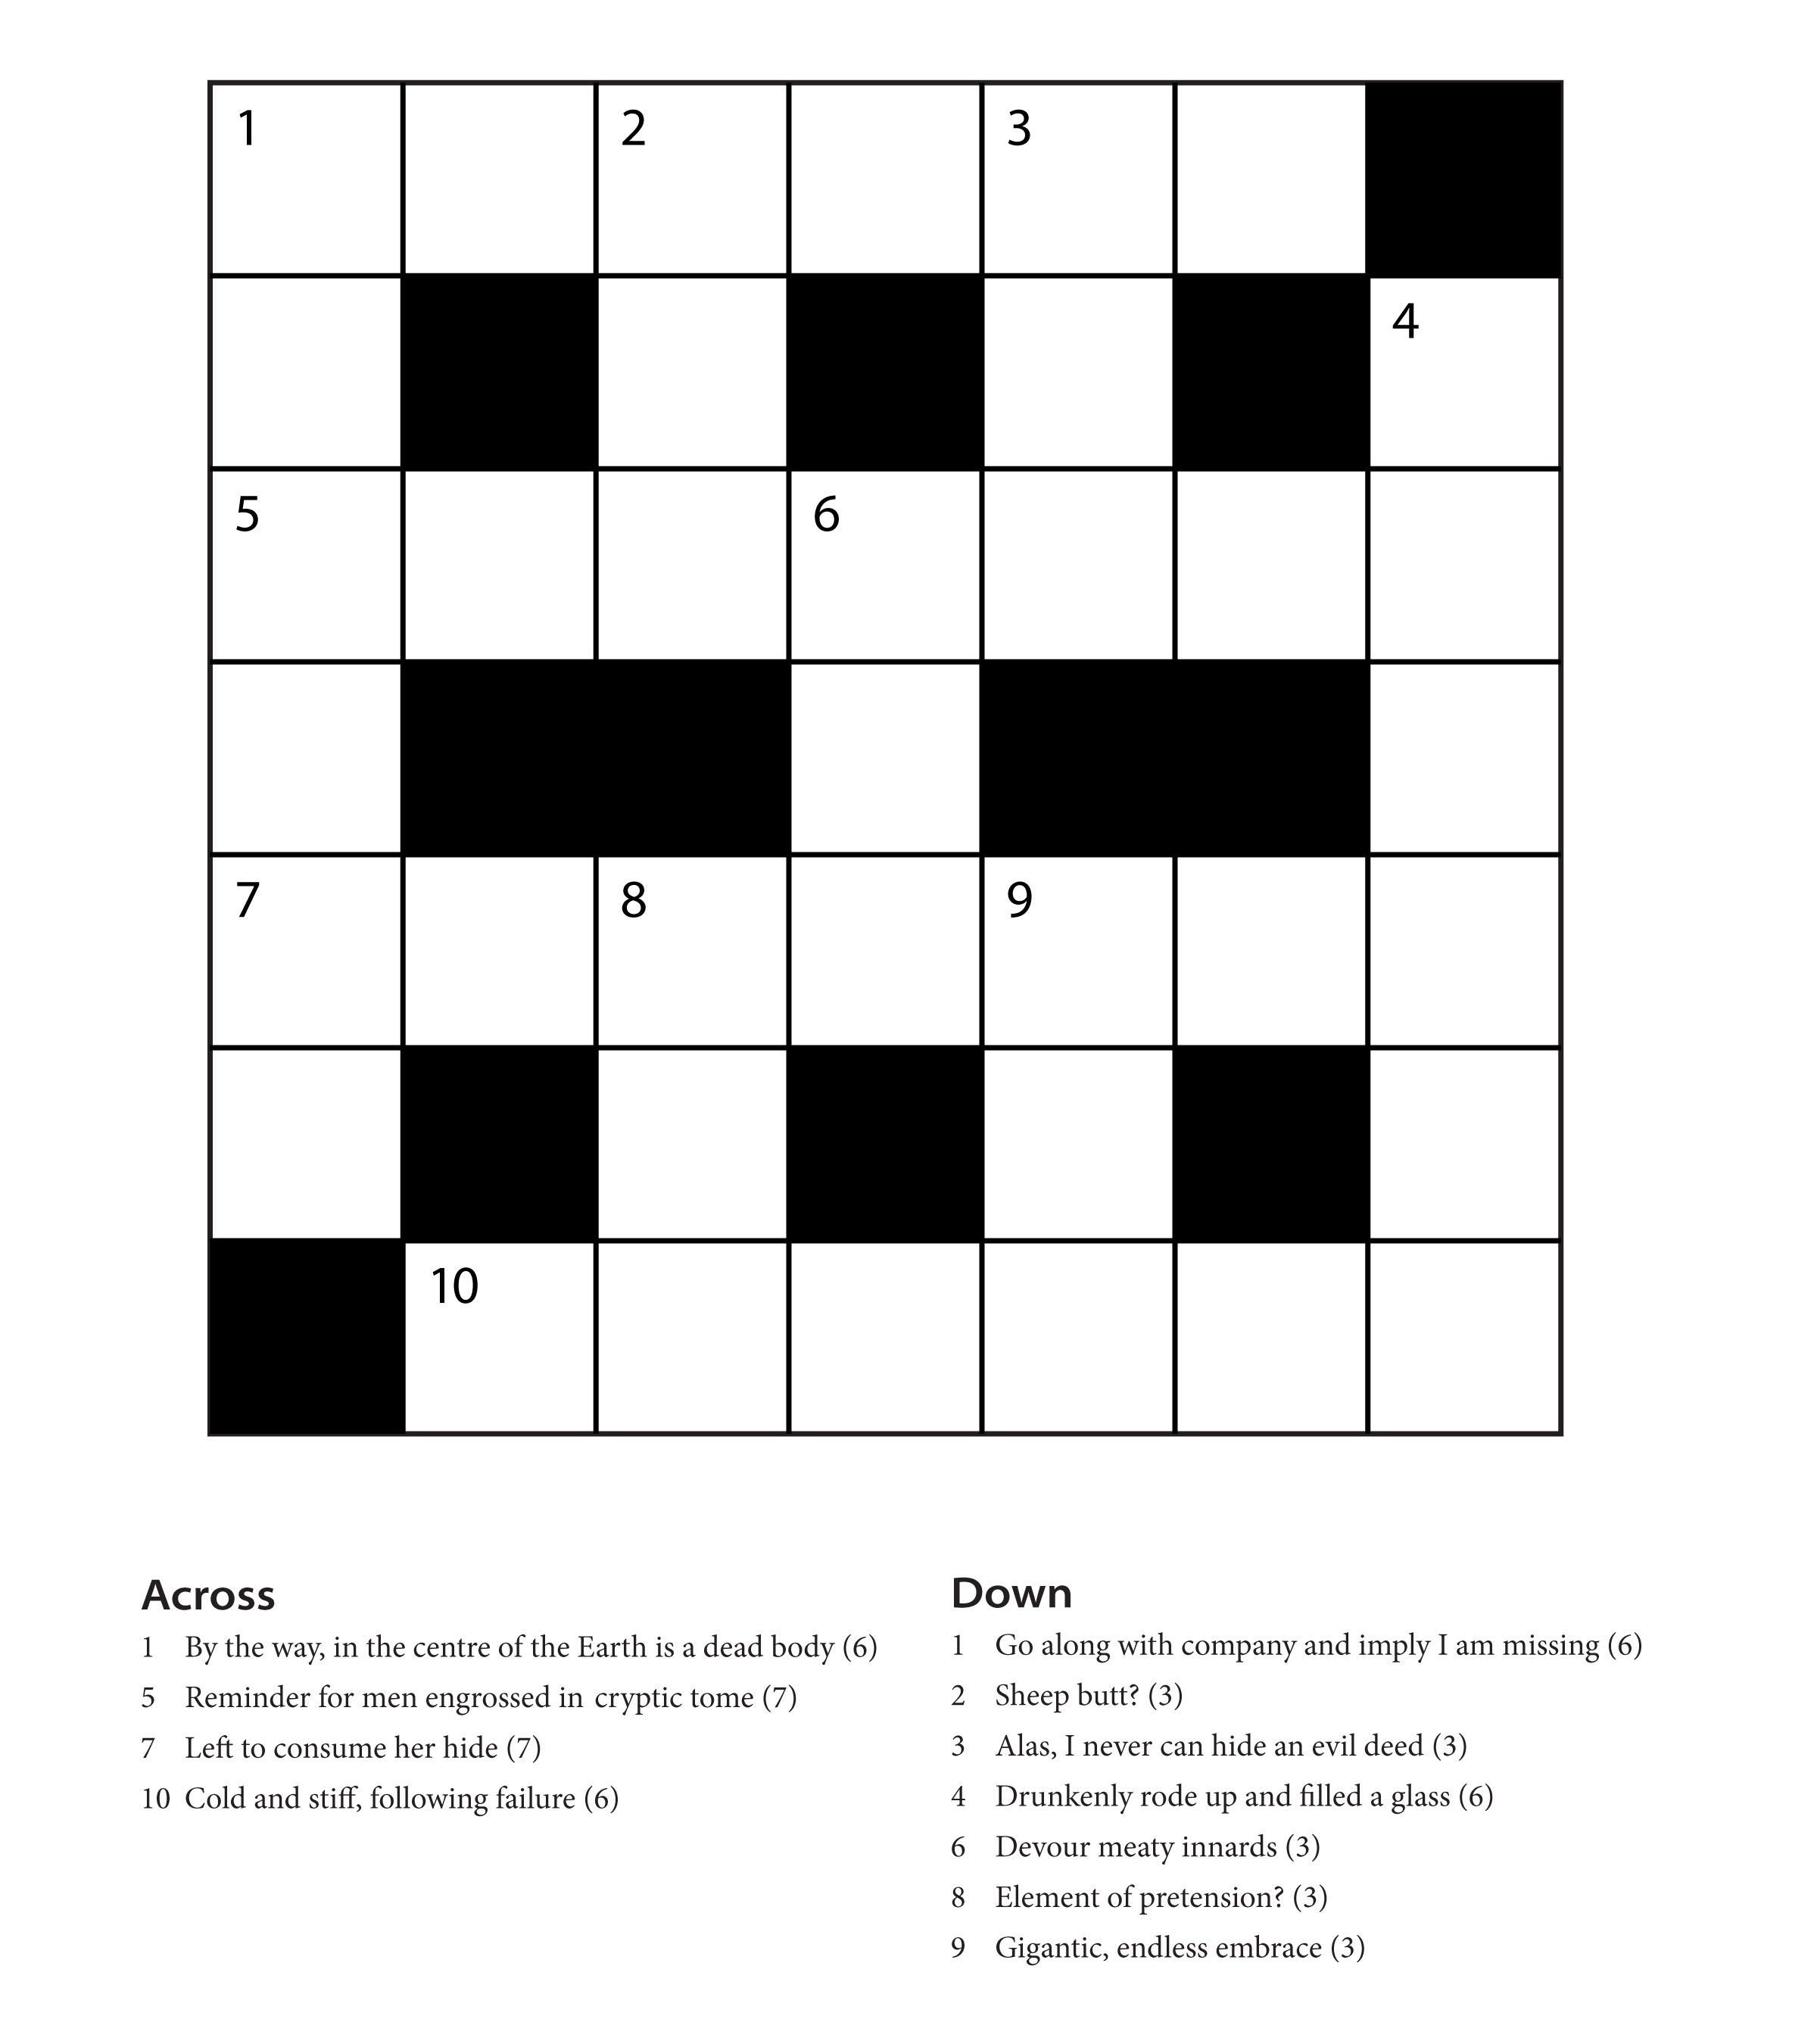 1 2 3
4
5 6
7 8 9
10
Across
1 By the way, in the centre of the Earth is a dead body (6)
5 Reminder for men engrossed in cryptic tome (7)
7 Left to consume her hide (7)
10 Cold and stiff, following failure (6)
Down
1 Go along with company and imply I am missing (6)
2 Sheep butt? (3)
3 Alas, I never can hide an evil deed (3)
4 Drunkenly rode up and filled a glass (6)
6 Devour meaty innards (3)
8 Element of pretension? (3)
9 Gigantic, endless embrace (3)